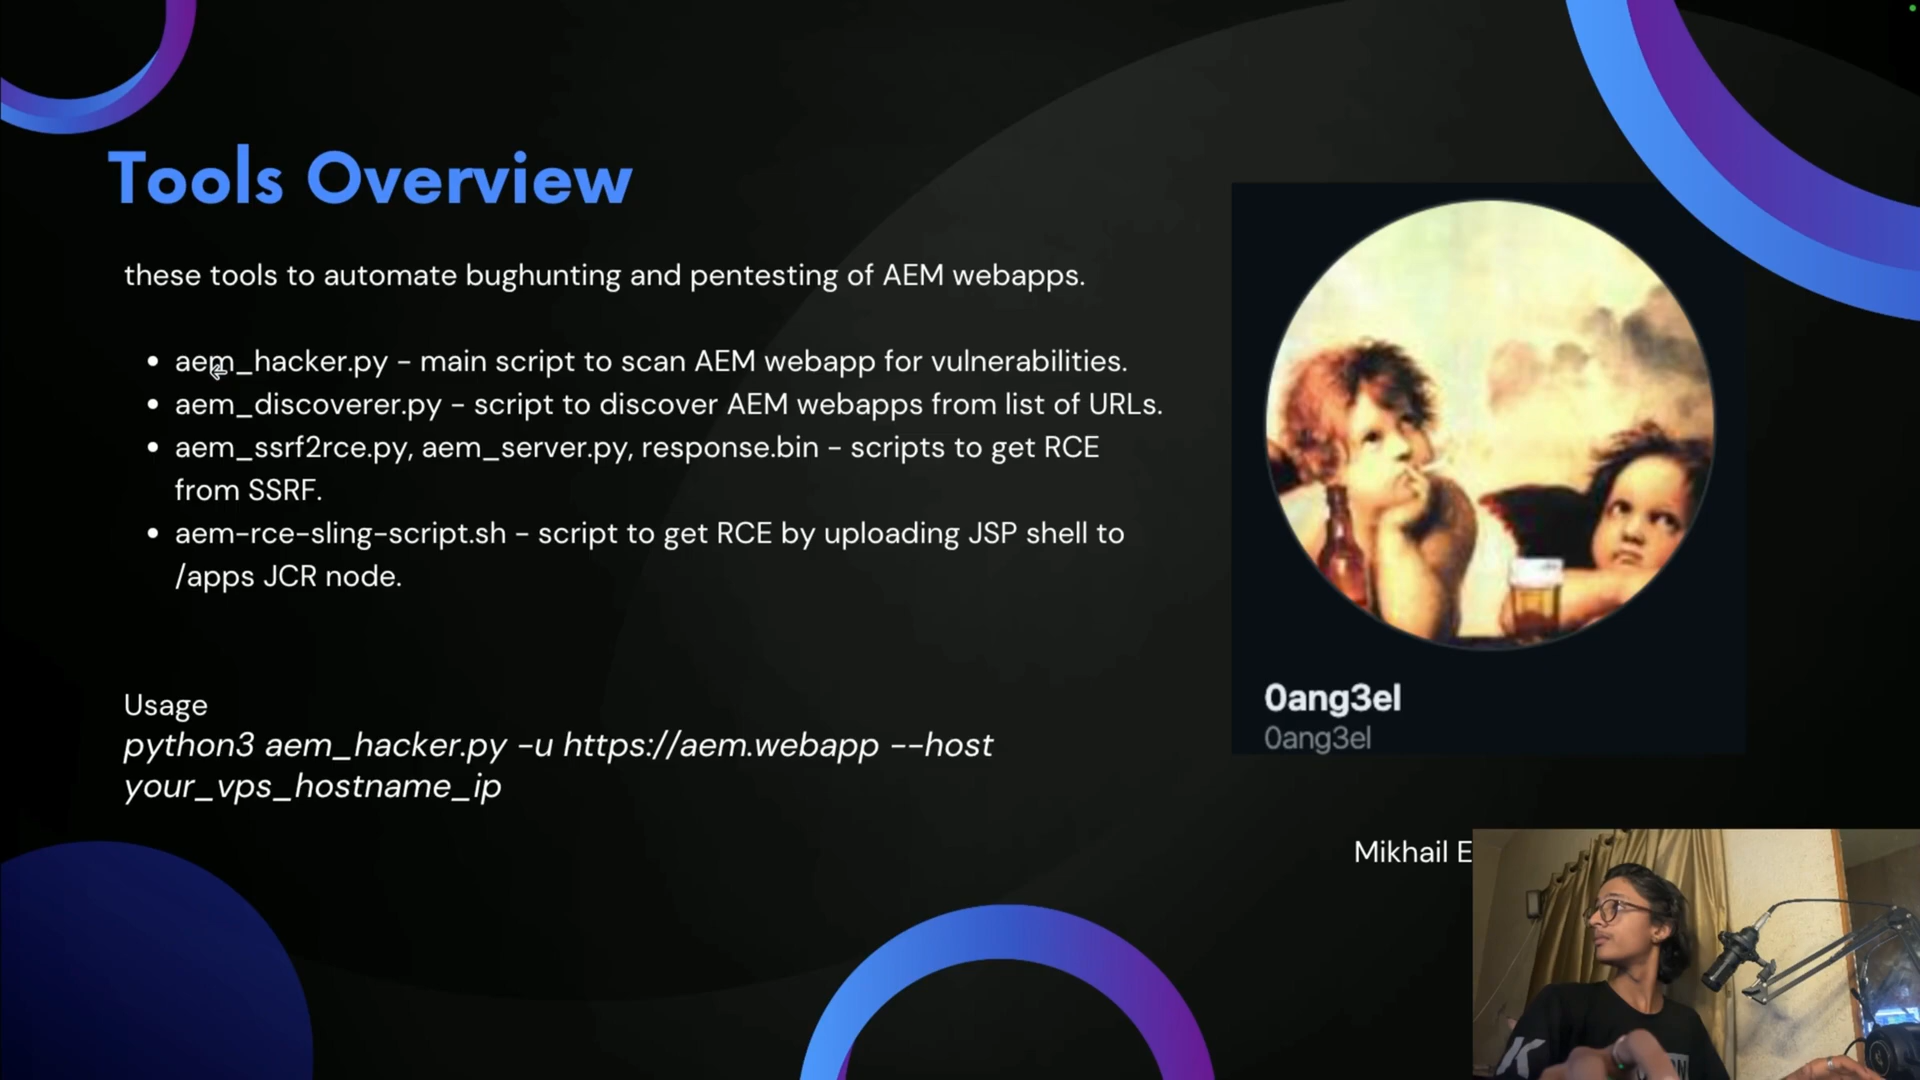 Tools Overview
these tools to automate bughunting and pentesting of AEM webapps.
• aem_hacker.py - main script to scan AEM webapp for vulnerabilities.
• aem_discoverer.py - script to discover AEM webapps from list of URLs.
• aem_ssrf2rce.py, aem_server.py, response.bin - scripts to get RCE
from SSRF.
• aem-rce-sling-script.sh - script to get RCE by uploading JSP shell to
/apps JCR node.
Usage
python3 aem_hacker.py -u https://aem.webapp --host
your_vps_hostname_ip
0ang3el
0ang3el
Mikhail E